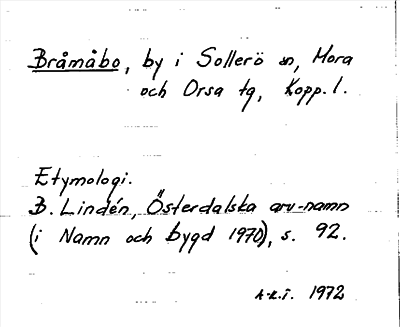 Bråmåbo, by i Sollerö sn, Mora
och Orsa tg, Kopp. l.
Etymologi.
B. Lindén, Österdalska arv-namn
(i Namn och bygd 1970), s. 92.
A-K.T. 1972